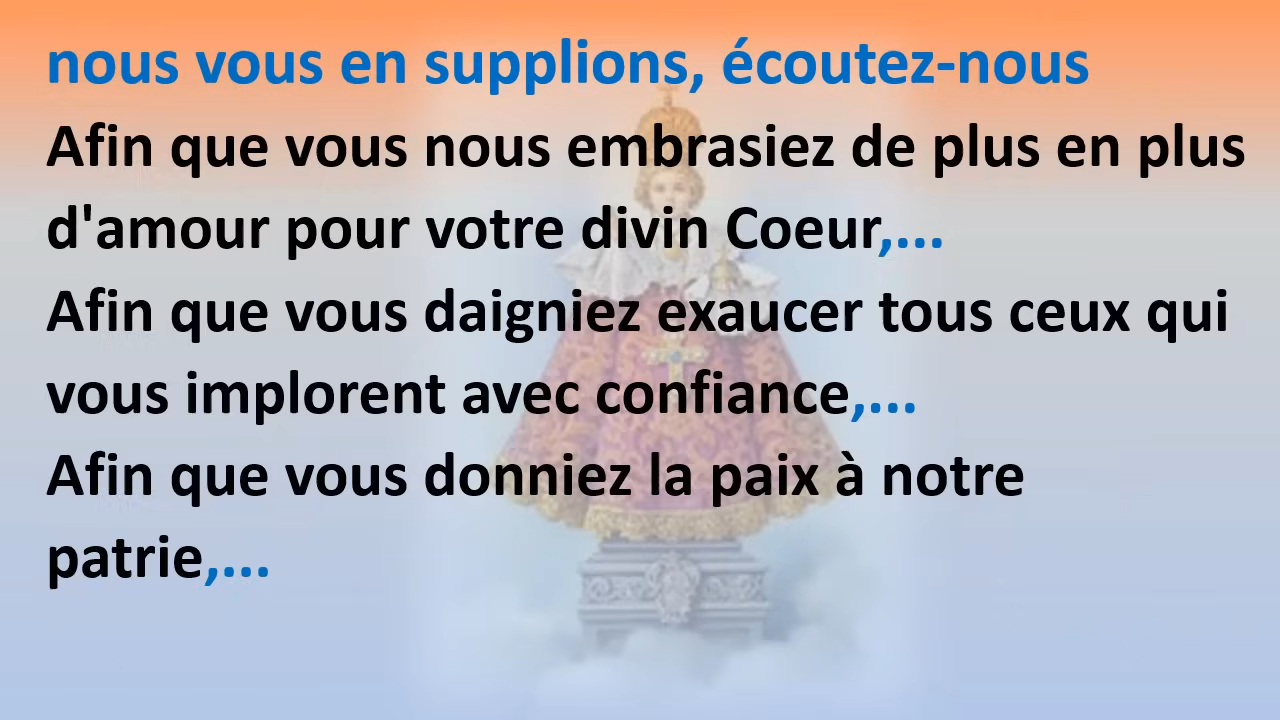 nous vous en supplions, écoutez-nous
Afin que vous nous embrasiez de plus en plus
d'amour pour votre divin Coeur,...
Afin que vous daigniez exaucer tous ceux qui
vous implorent avec confiance,...
Afin que vous donniez la paix à notre
patrie,...